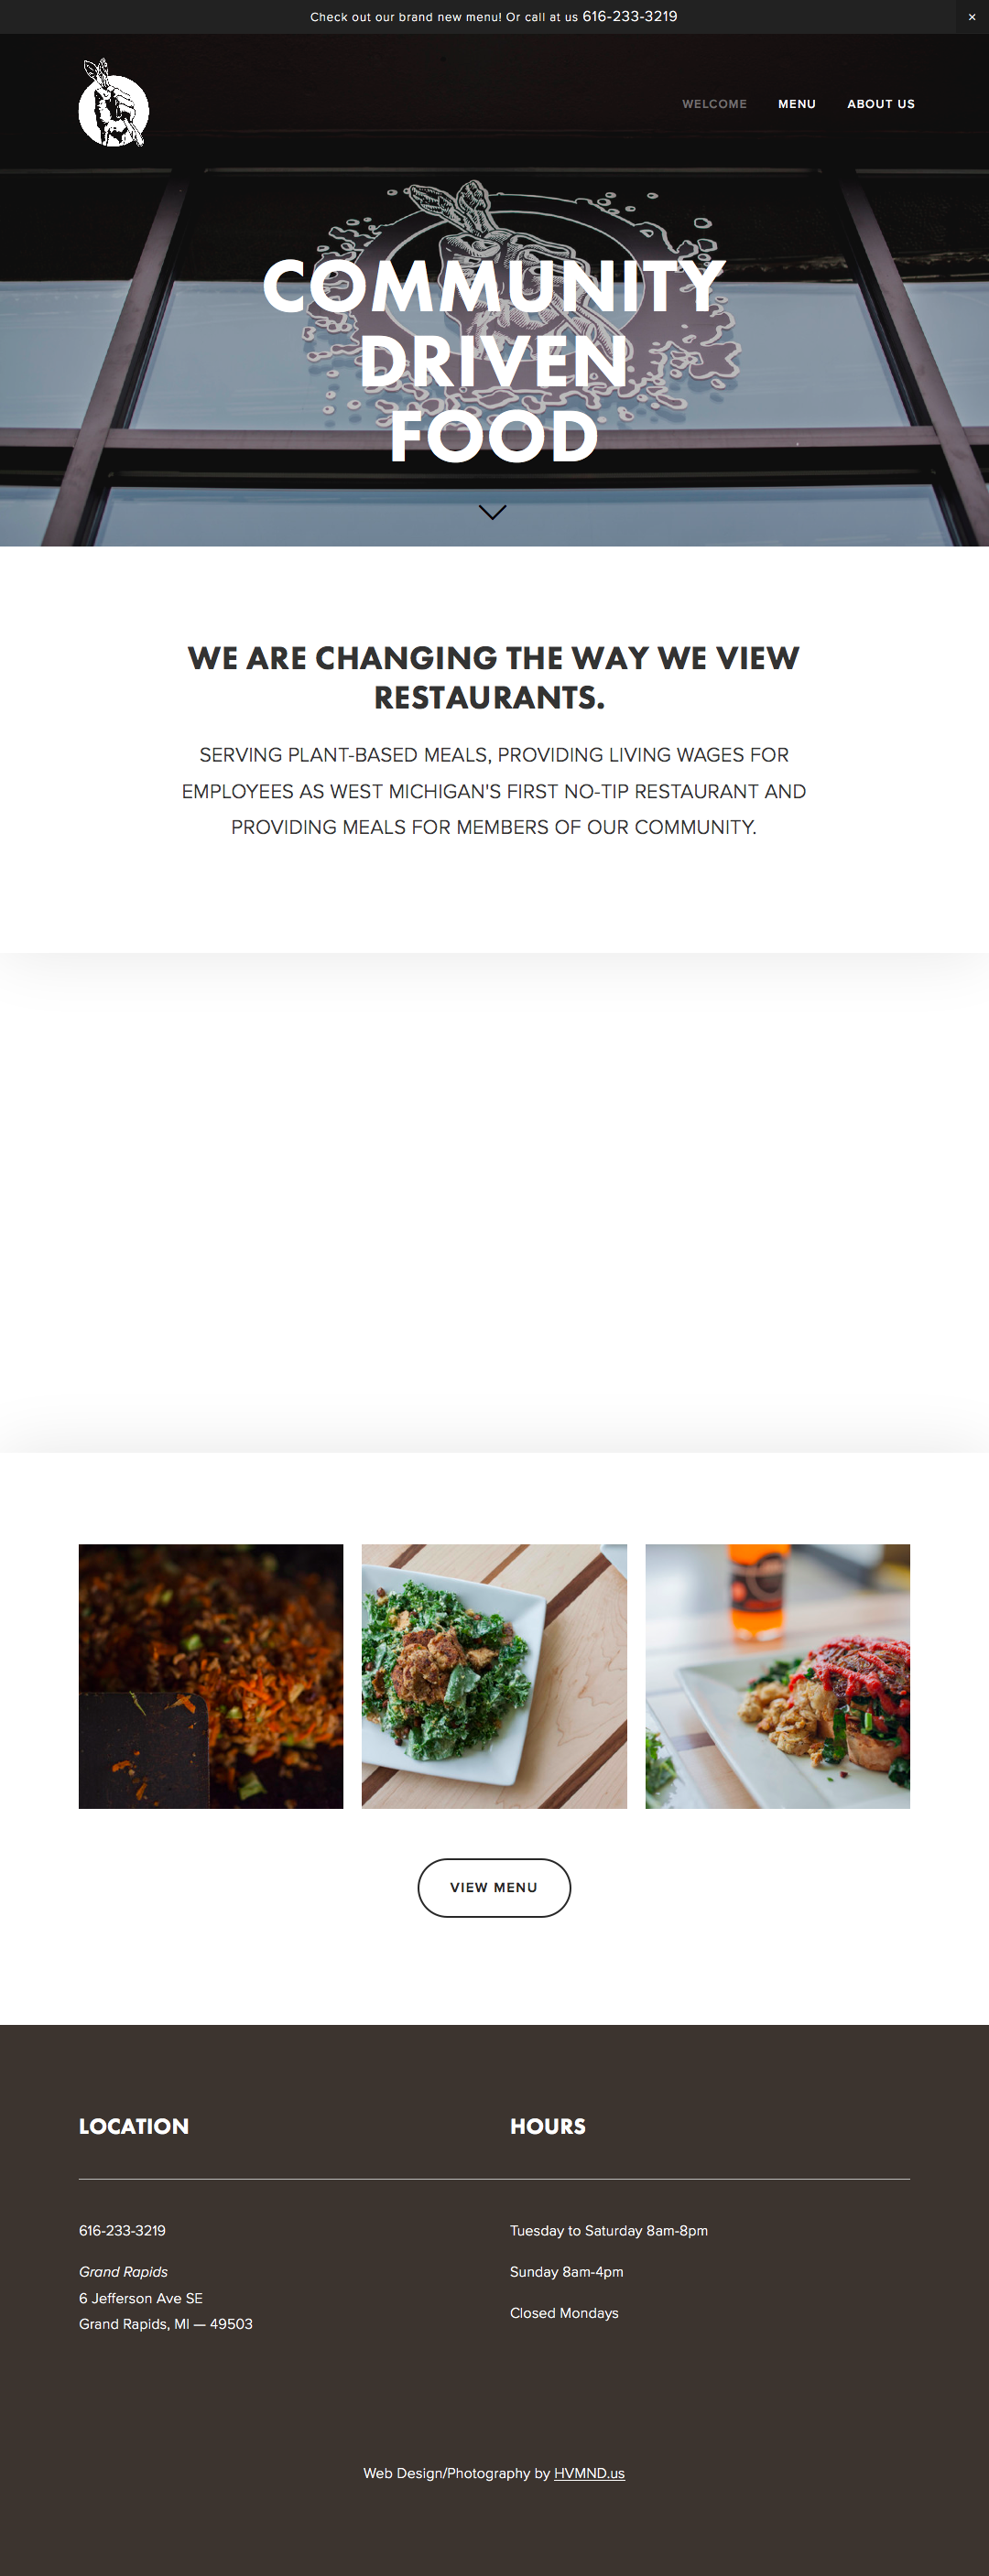 Check out our brand new menu! Or call at us 616-233-3219
×
WELCOME MENU ABOUT US
COMMUNITY
DRIVEN
FOOD
WE ARE CHANGING THE WAY WE VIEW
RESTAURANTS.
SERVING PLANT-BASED MEALS, PROVIDING LIVING WAGES FOR
EMPLOYEES AS WEST MICHIGAN'S FIRST NO-TIP RESTAURANT AND
PROVIDING MEALS FOR MEMBERS OF OUR COMMUNITY.
VIEW MENU
LOCATION
HOURS
616-233-3219
Grand Rapids
6 Jefferson Ave SE
Grand Rapids, MI — 49503
Tuesday to Saturday 8am-8pm
Sunday 8am-4pm
Closed Mondays
Web Design/Photography by HVMND.us